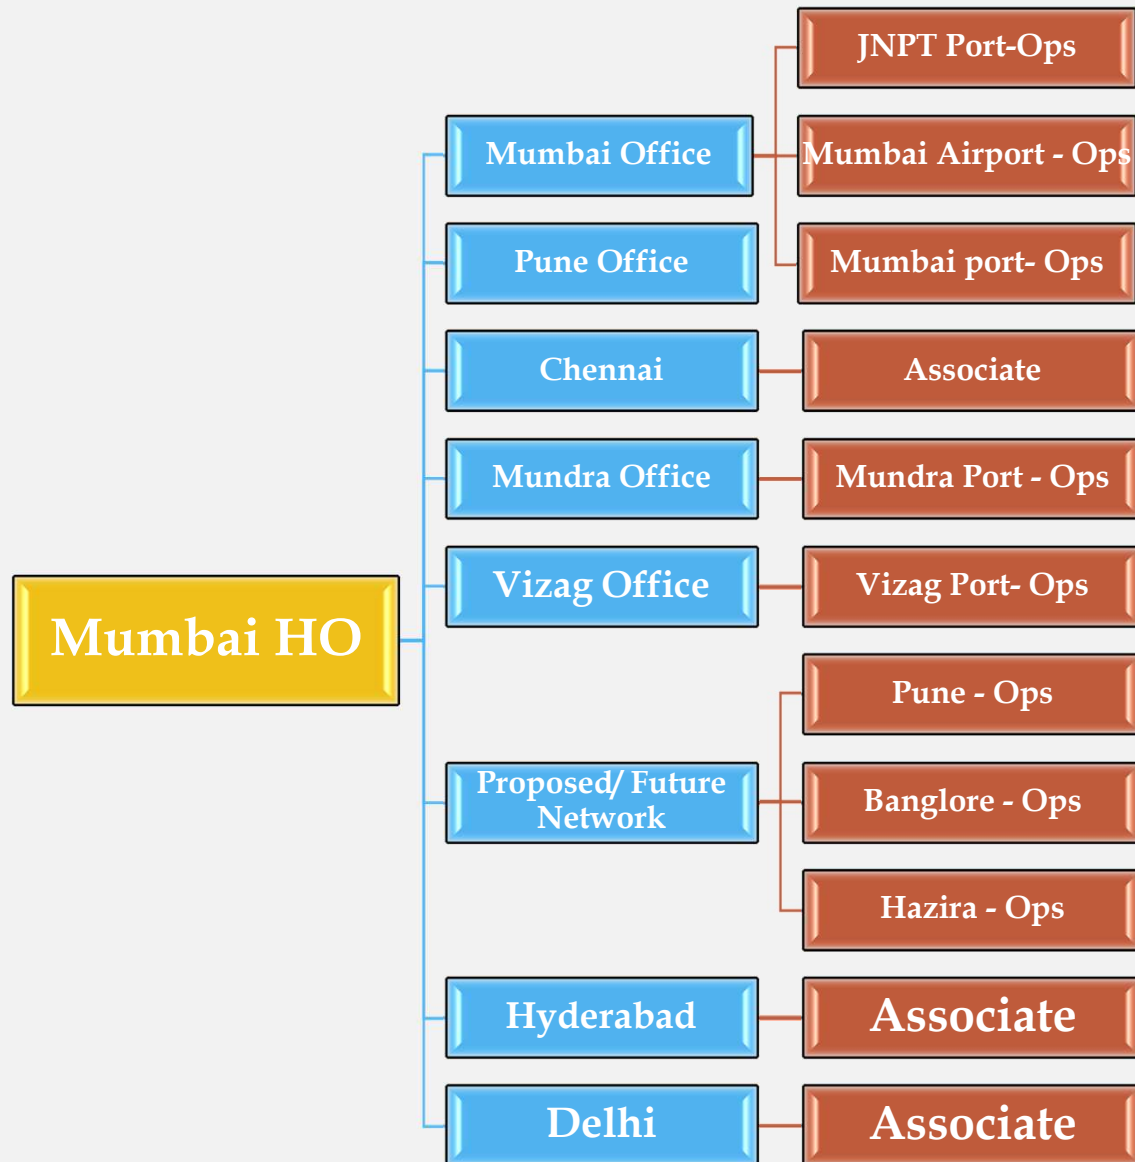 Mumbai HO
Mumbai Office
JNPT Port-Ops
Mumbai Airport - Ops
Mumbai port- Ops
Pune Office
Chennai
Associate
Mundra Office
Mundra Port - Ops
Vizag Office
Vizag Port- Ops
Proposed/ Future
Network
Pune - Ops
Banglore - Ops
Hazira - Ops
Hyderabad
Associate
Delhi
Associate